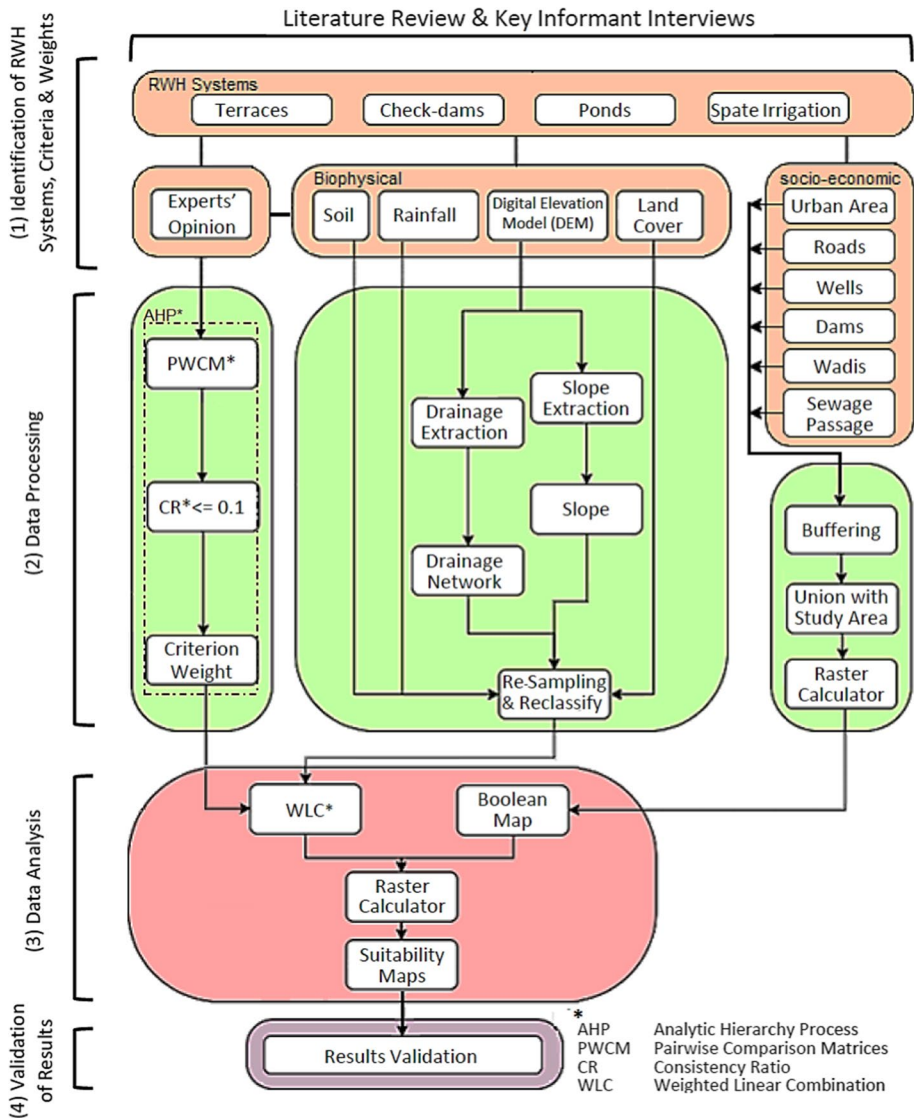 Literature Review & Key Informant Interviews
(1) Identification of RWH
Systems, Criteria & Weights
RWH Systems
Terraces
Check-dams
Ponds
Spate Irrigation
Experts'
Opinion
Biophysical
Soil
Rainfall
Digital Elevation
Model (DEM)
Land
Cover
socio-economic
Urban Area
Roads
Wells
Dams
Wadis
Sewage
Passage
(2) Data Processing
AHP*
PWCM*
CR*<= 0.1
Criterion
Weight
Drainage
Extraction
Slope
Extraction
Drainage
Network
Slope
Re-Sampling
& Reclassify
Buffering
Union with
Study Area
Raster
Calculator
(3) Data Analysis
WLC*
Boolean
Map
Raster
Calculator
Suitability
Maps
(4) Validation
of Results
Results Validation
*
AHP Analytic Hierarchy Process
PWCM Pairwise Comparison Matrices
CR Consistency Ratio
WLC Weighted Linear Combination